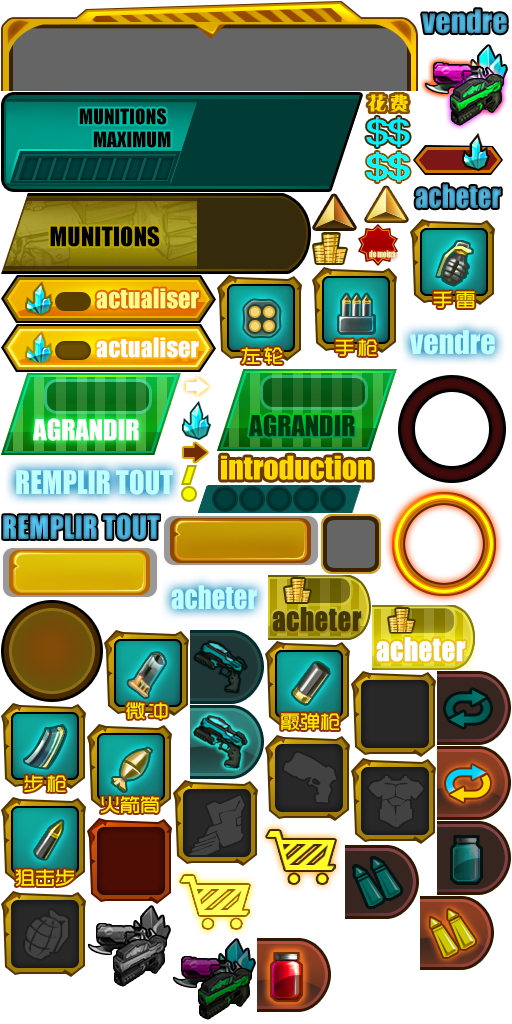 vendre
MUNITIONS
MAXIMUM
花费
$$
$$
acheter
MUNITIONS
手雷
actualiser
actualiser
左轮
手枪
vendre
AGRANDIR
AGRANDIR
introduction
REMPLIR TOUT
REMPLIR TOUT
acheter
acheter
acheter
微冲
霰弹枪
步枪
火箭筒
狙击步